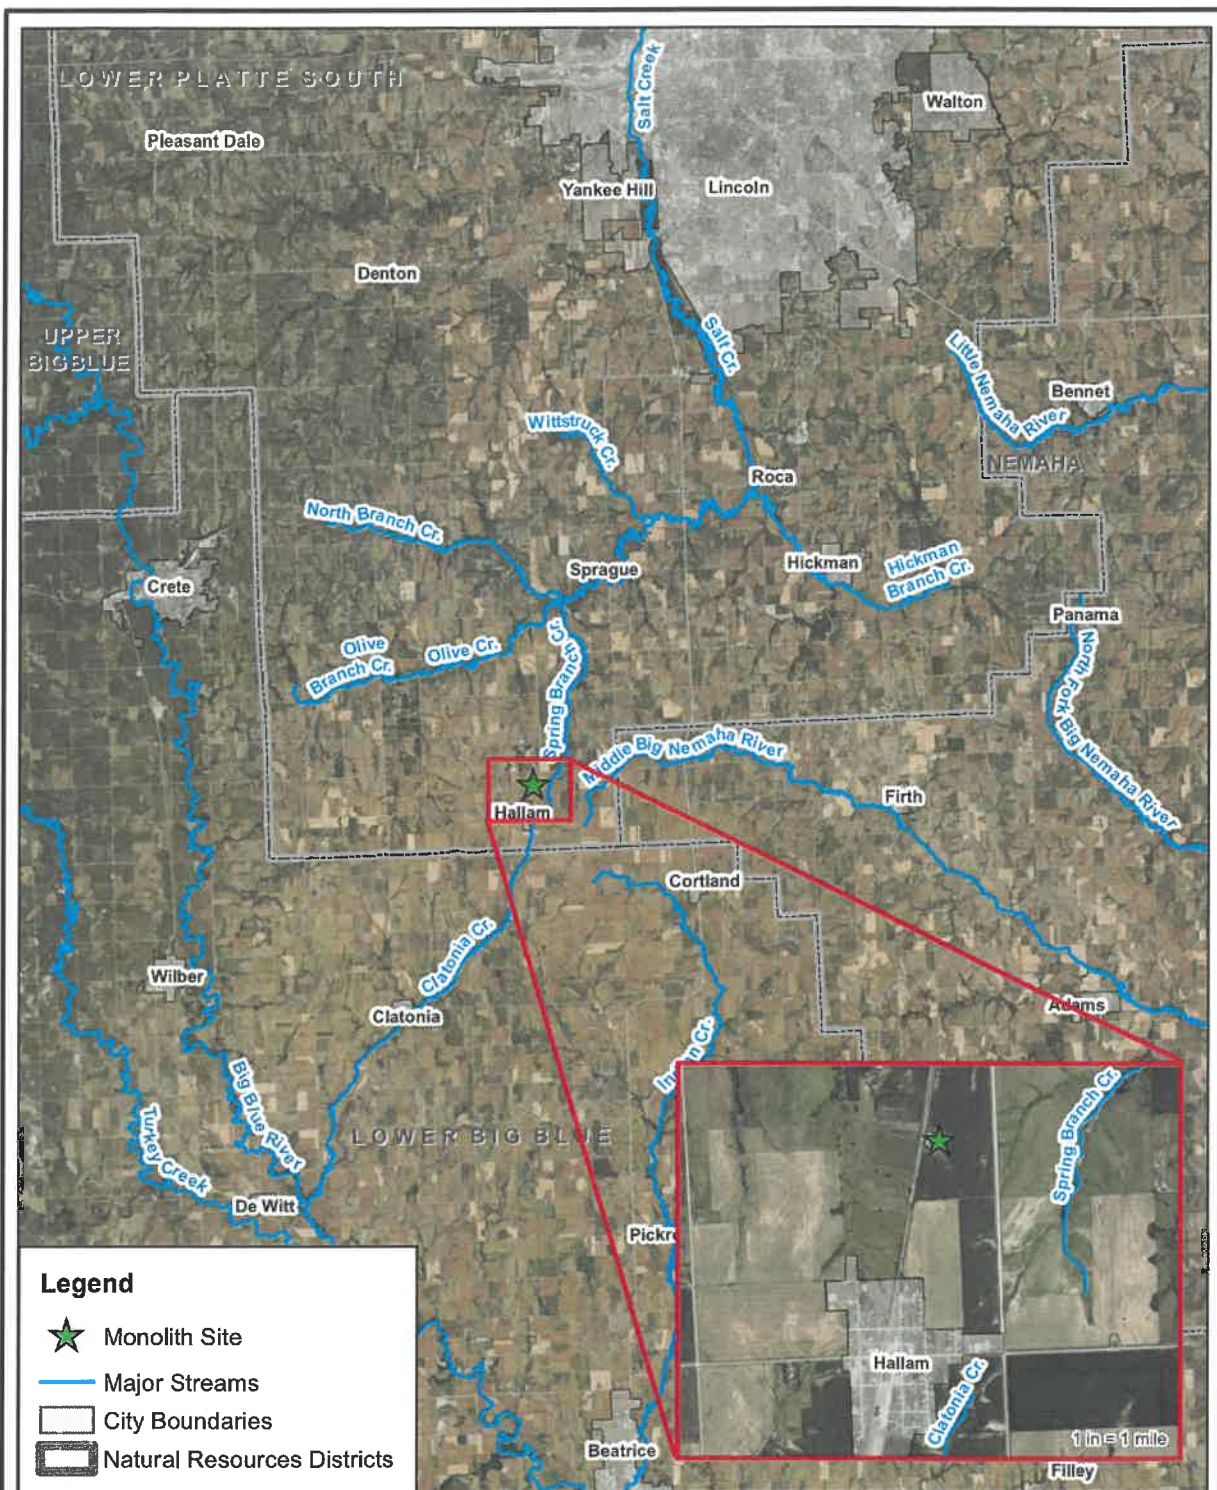 LOWER PLATTE SOUTH
Pleasant Dale
Salt Creek
Walton
Yankee Hill
Lincoln
Denton
UPPER
BIG BLUE
Salt Cr.
Little Nemaha River
Bennet
Wittstruck Cr.
NEMAHA
Roca
North Branch Cr.
Sprague
Hickman
Hickman
Branch Cr.
Crete
Panama
Olive
Branch Cr.
Olive Cr.
Spring Branch Cr.
North Fork Big Nemaha River
Middle Big Nemaha River
Hallam
Firth
Cortland
Clatonia Cr.
Wilber
Clatonia
Adams
Big Blue River
Turkey Creek
LOWER BIG BLUE
De Witt
Spring Branch Cr.
Hallam
Clatonia Cr.
1 in = 1 mile
Beatrice
Filley
Legend
Monolith Site
Major Streams
City Boundaries
Natural Resources Districts